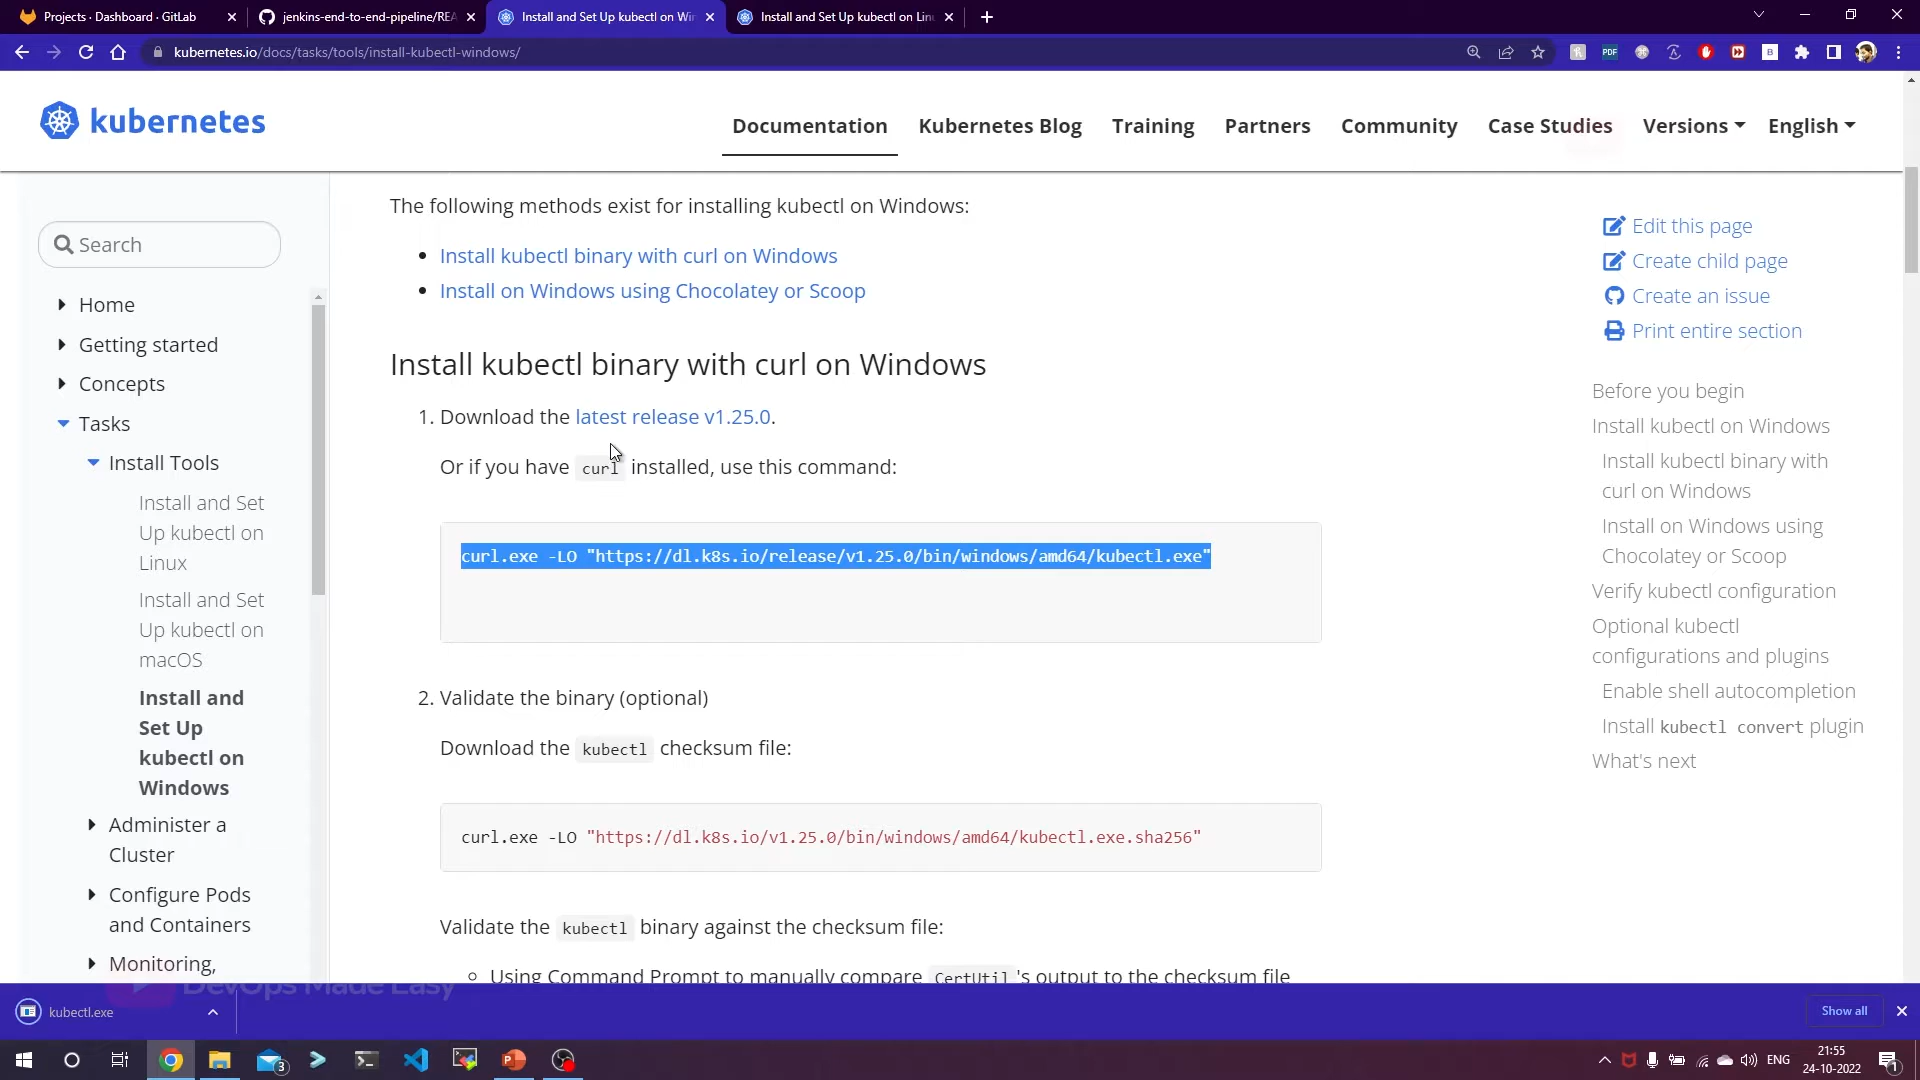 Projects · Dashboard · GitLab
jenkins-end-to-end-pipeline/REA
Install and Set Up kubectl on Win
Install and Set Up kubectl on Linu
kubernetes.io/docs/tasks/tools/install-kubectl-windows/
PDF
B
kubernetes
Documentation
Kubernetes Blog
Training
Partners
Community
Case Studies
Versions
English
Search
Home
Getting started
Concepts
Tasks
Install Tools
Install and Set
Up kubectl on
Linux
Install and Set
Up kubectl on
macOS
Install and
Set Up
kubectl on
Windows
Administer a
Cluster
Configure Pods
and Containers
Monitoring,
The following methods exist for installing kubectl on Windows:
Install kubectl binary with curl on Windows
Install on Windows using Chocolatey or Scoop
Install kubectl binary with curl on Windows
1. Download the latest release v1.25.0.
Or if you have curl installed, use this command:
curl.exe -LO "https://dl.k8s.io/release/v1.25.0/bin/windows/amd64/kubectl.exe"
2. Validate the binary (optional)
Download the kubectl checksum file:
curl.exe -LO "https://dl.k8s.io/v1.25.0/bin/windows/amd64/kubectl.exe.sha256"
Validate the kubectl binary against the checksum file:
Using Command Prompt to manually compare CertUtil's output to the checksum file
Edit this page
Create child page
Create an issue
Print entire section
Before you begin
Install kubectl on Windows
Install kubectl binary with
curl on Windows
Install on Windows using
Chocolatey or Scoop
Verify kubectl configuration
Optional kubectl
configurations and plugins
Enable shell autocompletion
Install kubectl convert plugin
What's next
DevOps Made Easy
kubectl.exe
Show all
3
ENG
21:55
24-10-2022
1